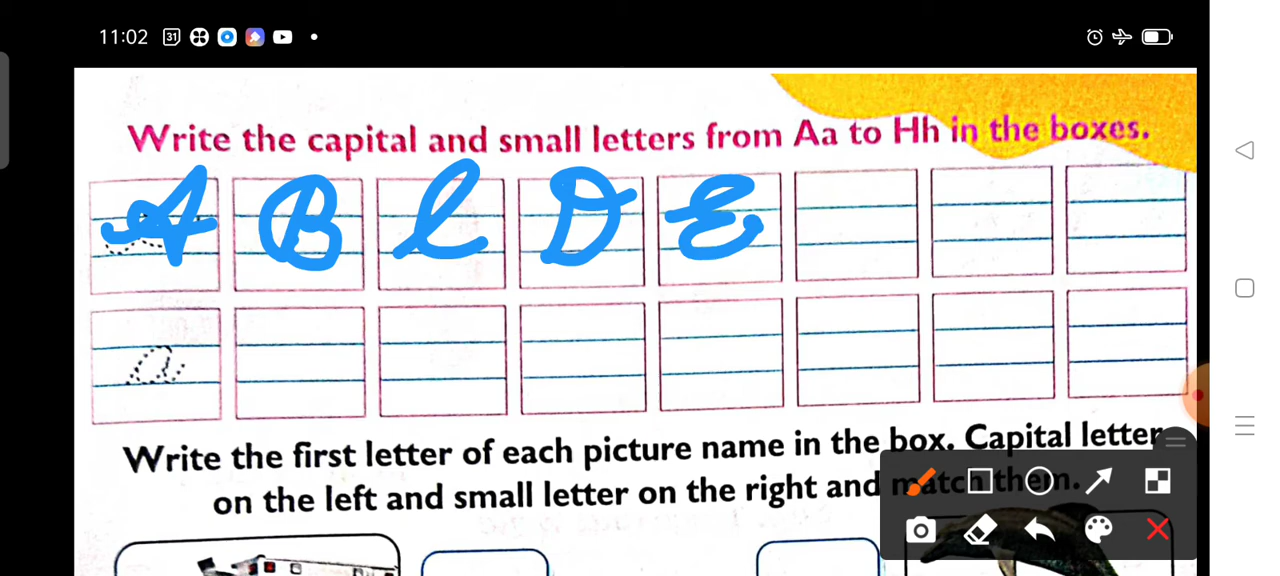 11:02
31
Write the capital and small letters from Aa to Hh in the boxes.
A B C D E
a
Write the first letter of each picture name in the box. Capital letter
on the left and small letter on the right and match them.